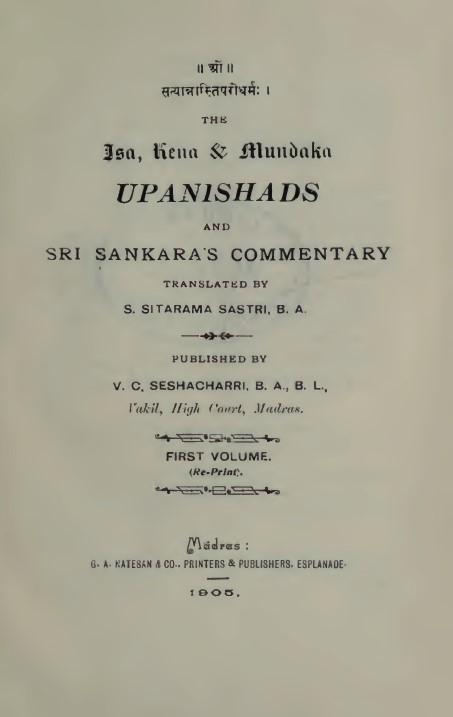 ॥ ओं ॥
सत्यान्नास्तिपरोधर्मः ।
THE
Isa, Kena & Mundaka
UPANISHADS
AND
SRI SANKARA'S COMMENTARY
TRANSLATED BY
S. SITARAMA SASTRI, B. A.
PUBLISHED BY
V. C. SESHACHARRI, B. A., B. L.,
Vakil, High Court, Madras.
FIRST VOLUME.
(Re-Print).
Madras :
G. A. NATESAN & CO., PRINTERS & PUBLISHERS, ESPLANADE.
1905.